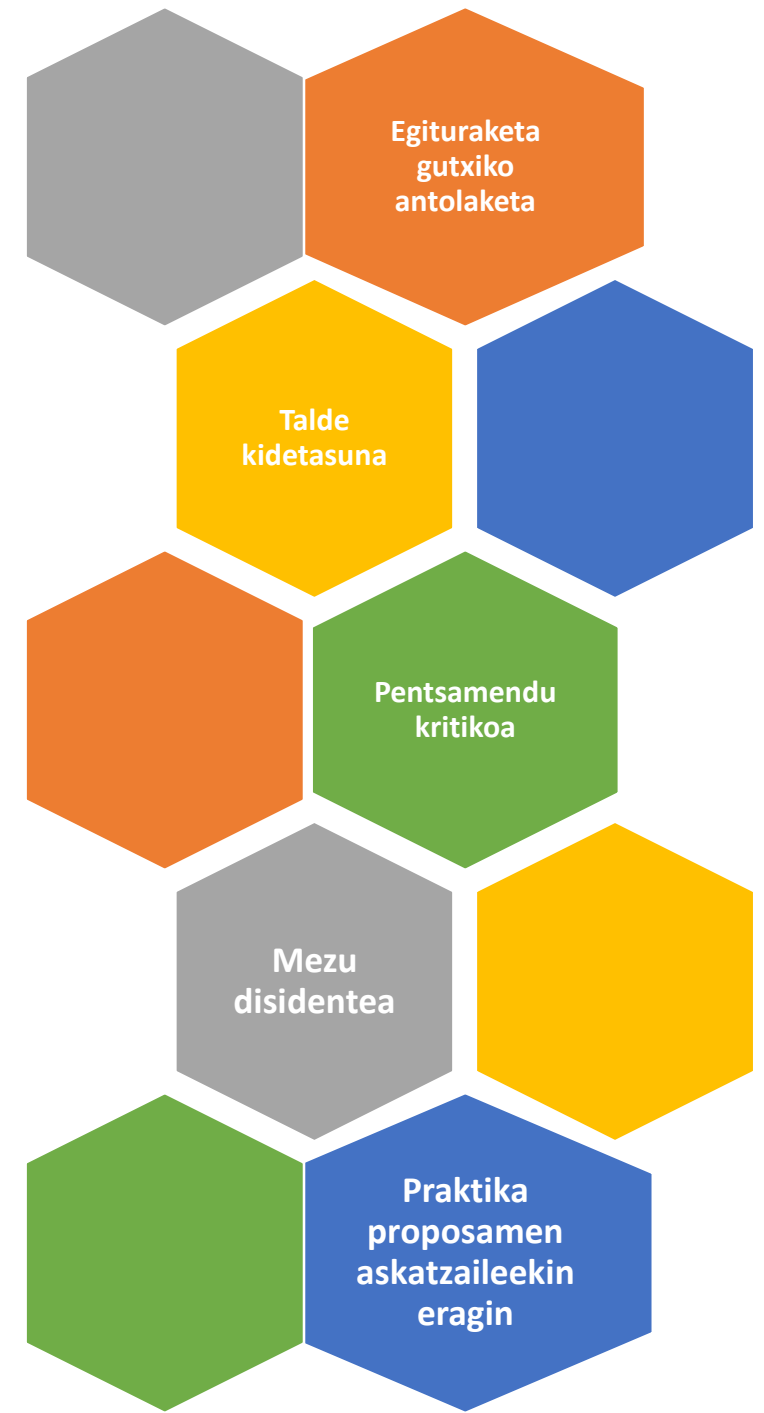 Egituraketa
gutxiko
antolaketa
Talde
kidetasuna
Pentsamendu
kritikoa
Mezu
disidentea
Praktika
proposamen
askatzaileekin
eragin